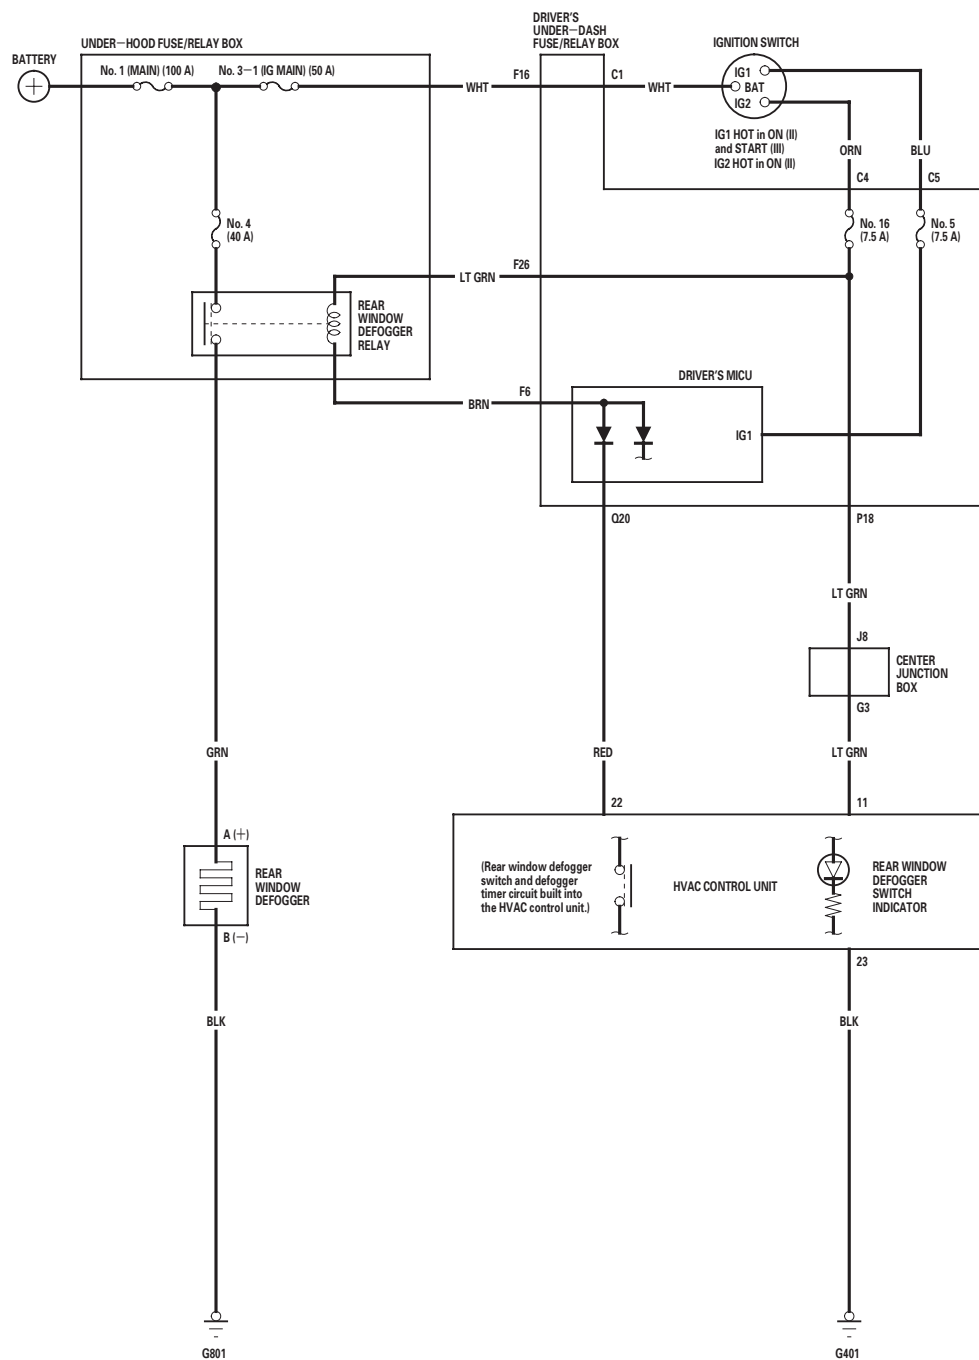 DRIVER'S
UNDER–DASH
FUSE/RELAY BOX
IGNITION SWITCH
UNDER–HOOD FUSE/RELAY BOX
BATTERY
No. 1 (MAIN) (100 A)
No. 3–1 (IG MAIN) (50 A)
WHT
F16
C1
WHT
IG1
BAT
IG2
IG1 HOT in ON (II)
and START (III)
IG2 HOT in ON (II)
ORN
BLU
C4
C5
No. 4
(40 A)
No. 16
(7.5 A)
No. 5
(7.5 A)
LT GRN
F26
REAR
WINDOW
DEFOGGER
RELAY
DRIVER'S MICU
BRN
F6
IG1
Q20
P18
LT GRN
J8
CENTER
JUNCTION
BOX
G3
GRN
RED
LT GRN
22
11
A (+)
REAR
WINDOW
DEFOGGER
B (–)
(Rear window defogger
switch and defogger
timer circuit built into
the HVAC control unit.)
HVAC CONTROL UNIT
REAR WINDOW
DEFOGGER
SWITCH
INDICATOR
23
BLK
BLK
G801
G401